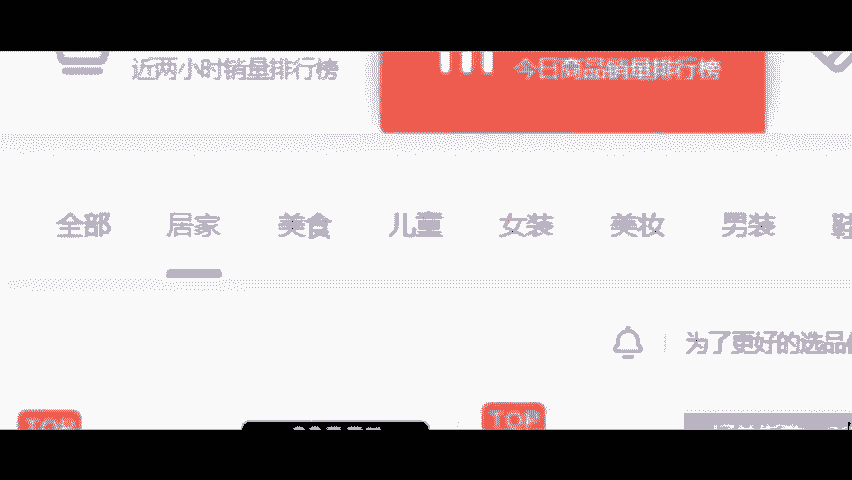 近两小时销量排行榜
今日商品销量排行榜
全部 居家 美食 儿童 女装 美妆 男装 鞋
为了更好的选品
TOP
TOP